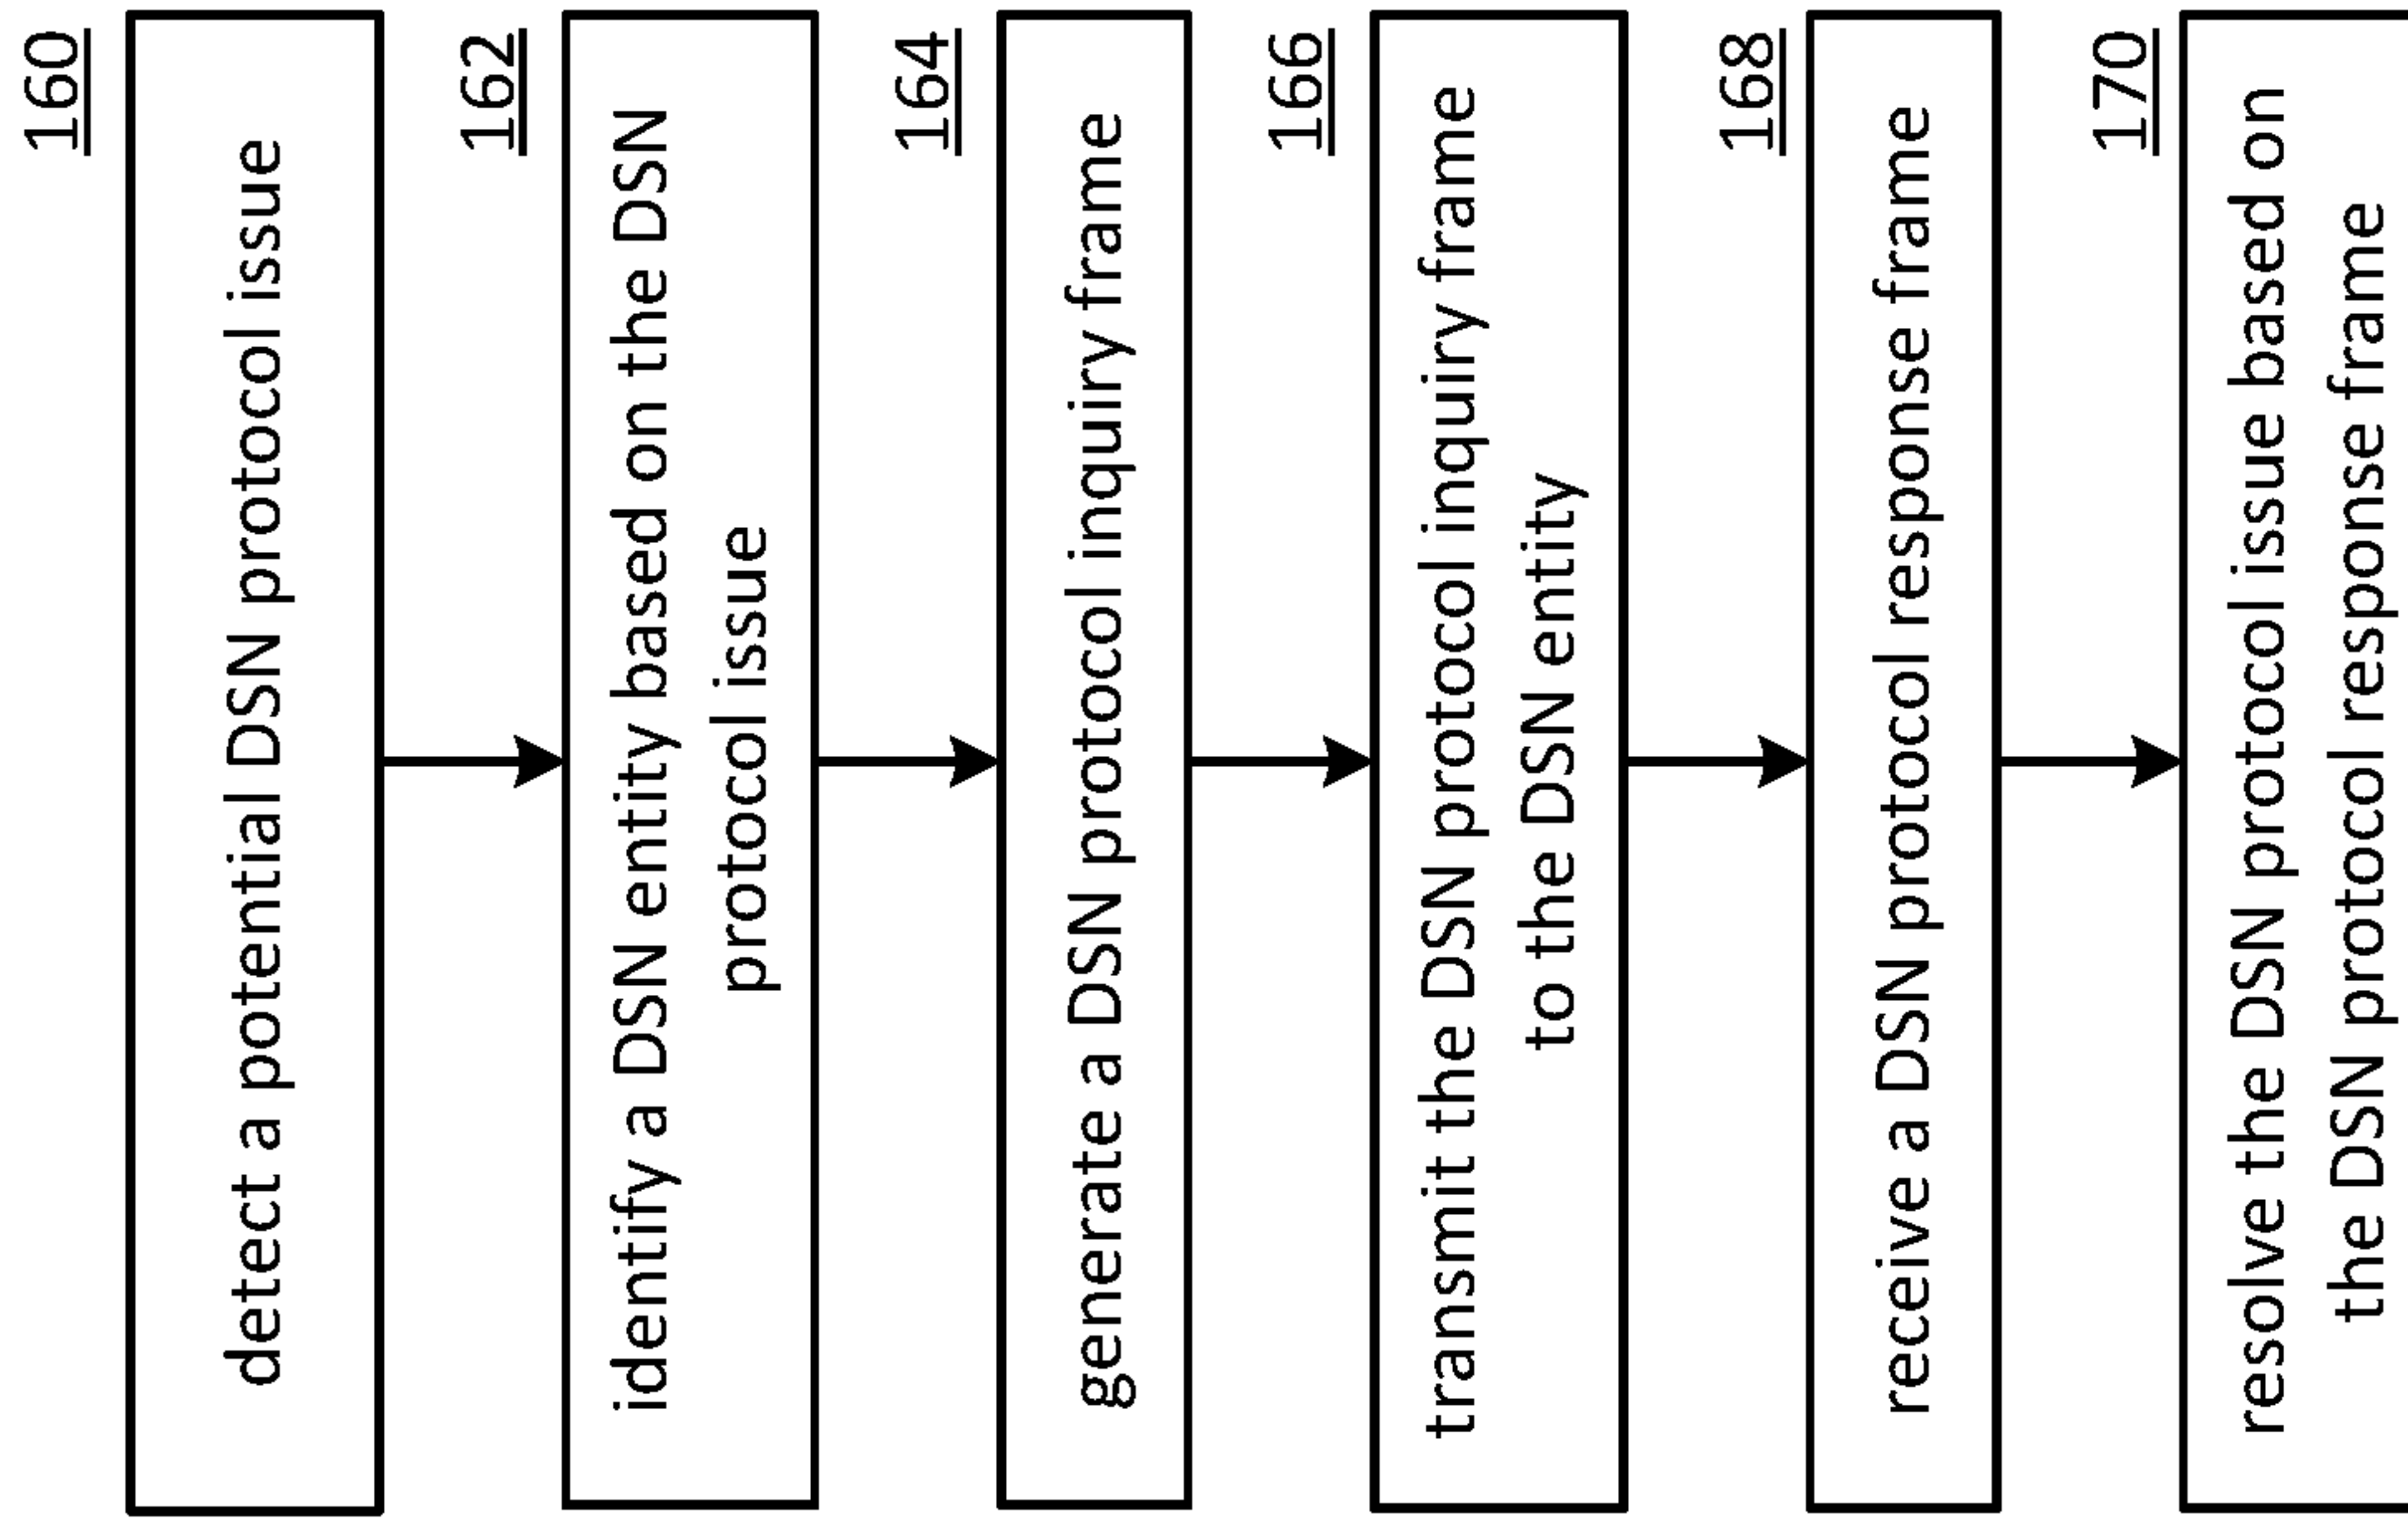 160
detect a potential DSN protocol issue
162
identify a DSN entity based on the DSN
protocol issue
164
generate a DSN protocol inquiry frame
166
transmit the DSN protocol inquiry frame
to the DSN entity
168
receive a DSN protocol response frame
170
resolve the DSN protocol issue based on
the DSN protocol response frame